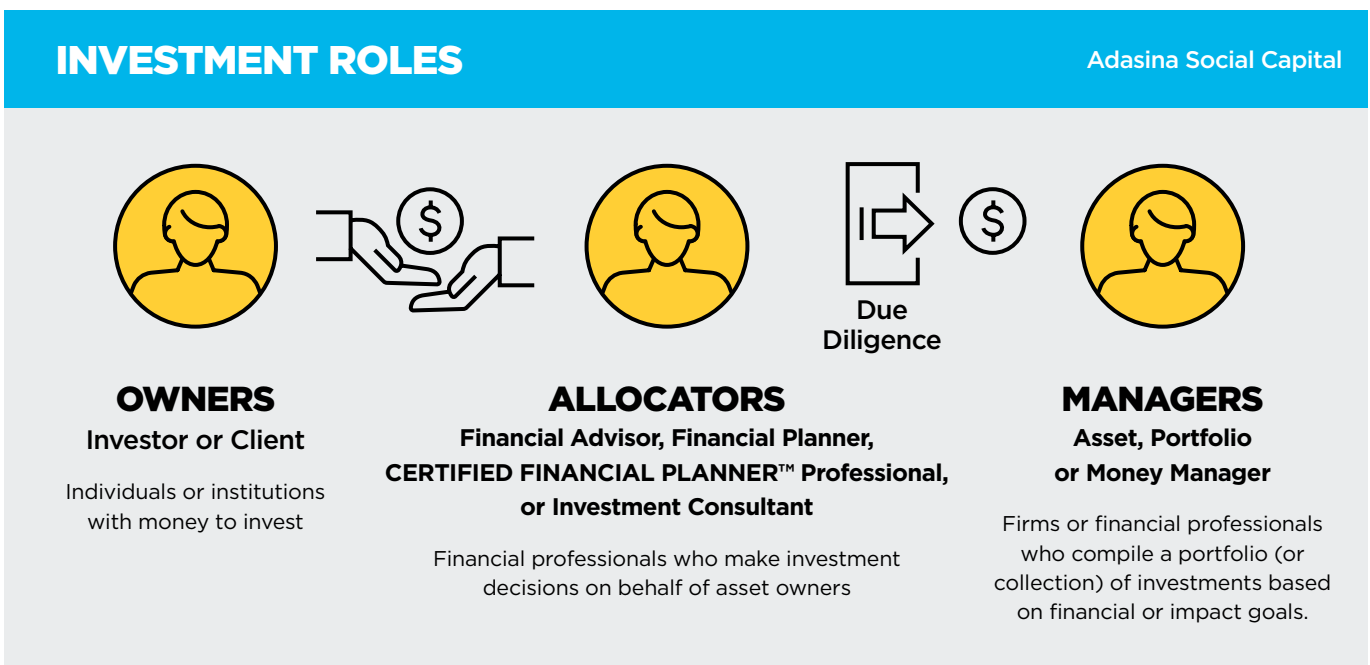 INVESTMENT ROLES
Adasina Social Capital
$
$
Due
Diligence
OWNERS
Investor or Client
Individuals or institutions
with money to invest
ALLOCATORS
Financial Advisor, Financial Planner,
CERTIFIED FINANCIAL PLANNER™ Professional,
or Investment Consultant
Financial professionals who make investment
decisions on behalf of asset owners
MANAGERS
Asset, Portfolio
or Money Manager
Firms or financial professionals
who compile a portfolio (or
collection) of investments based
on financial or impact goals.